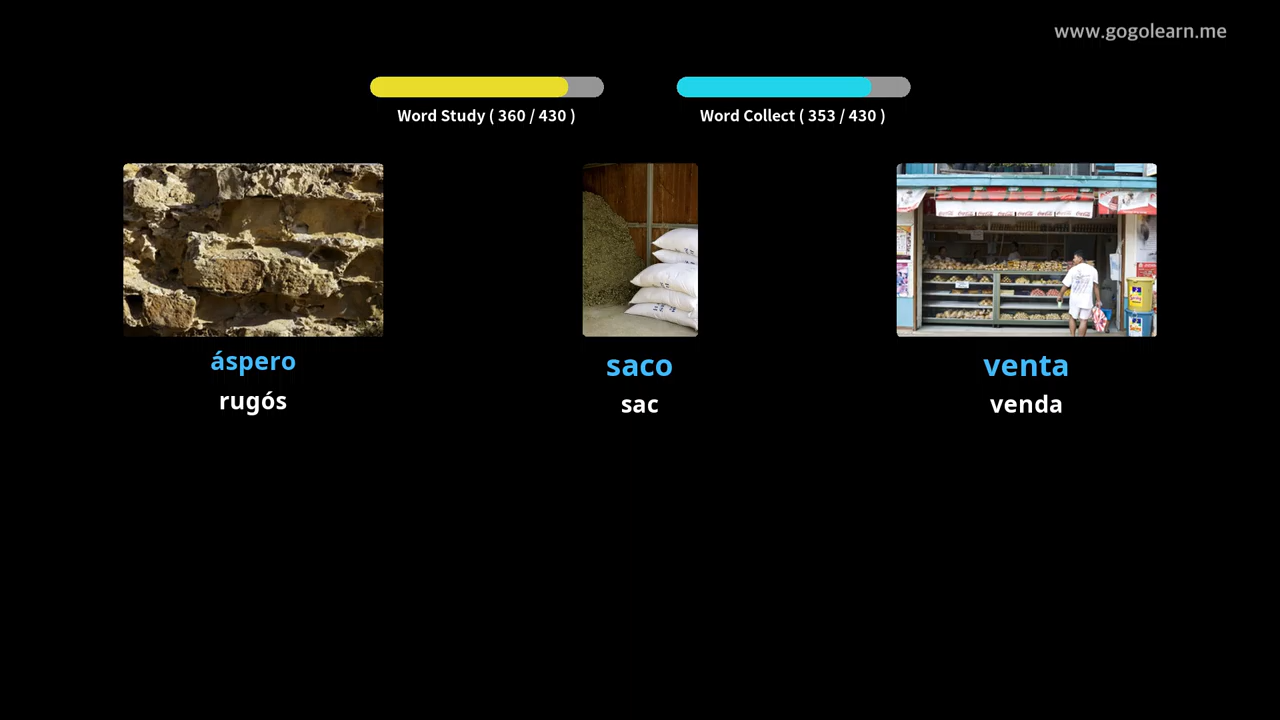 www.gogolearn.me
Word Study ( 360 / 430 )
Word Collect ( 353 / 430 )
áspero
saco
venta
rugós
sac
venda